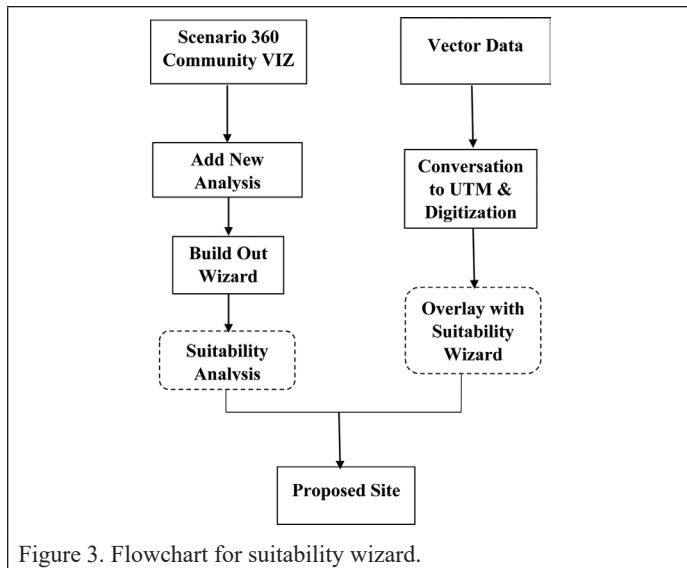 Scenario 360
Community VIZ
Vector Data
Add New
Analysis
Conversation
to UTM &
Digitization
Build Out
Wizard
Overlay with
Suitability
Wizard
Suitability
Analysis
Proposed Site
Figure 3. Flowchart for suitability wizard.